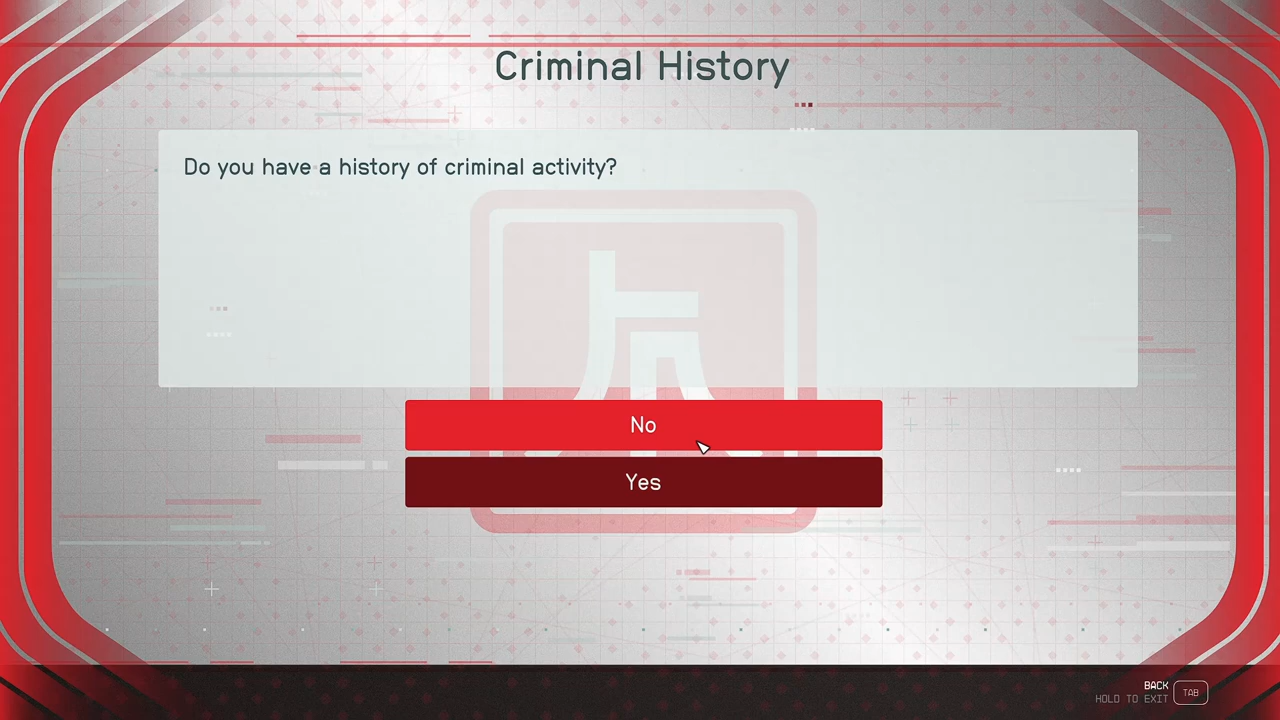 Criminal History
Do you have a history of criminal activity?
No
Yes
BACK
HOLD TO EXIT
TAB